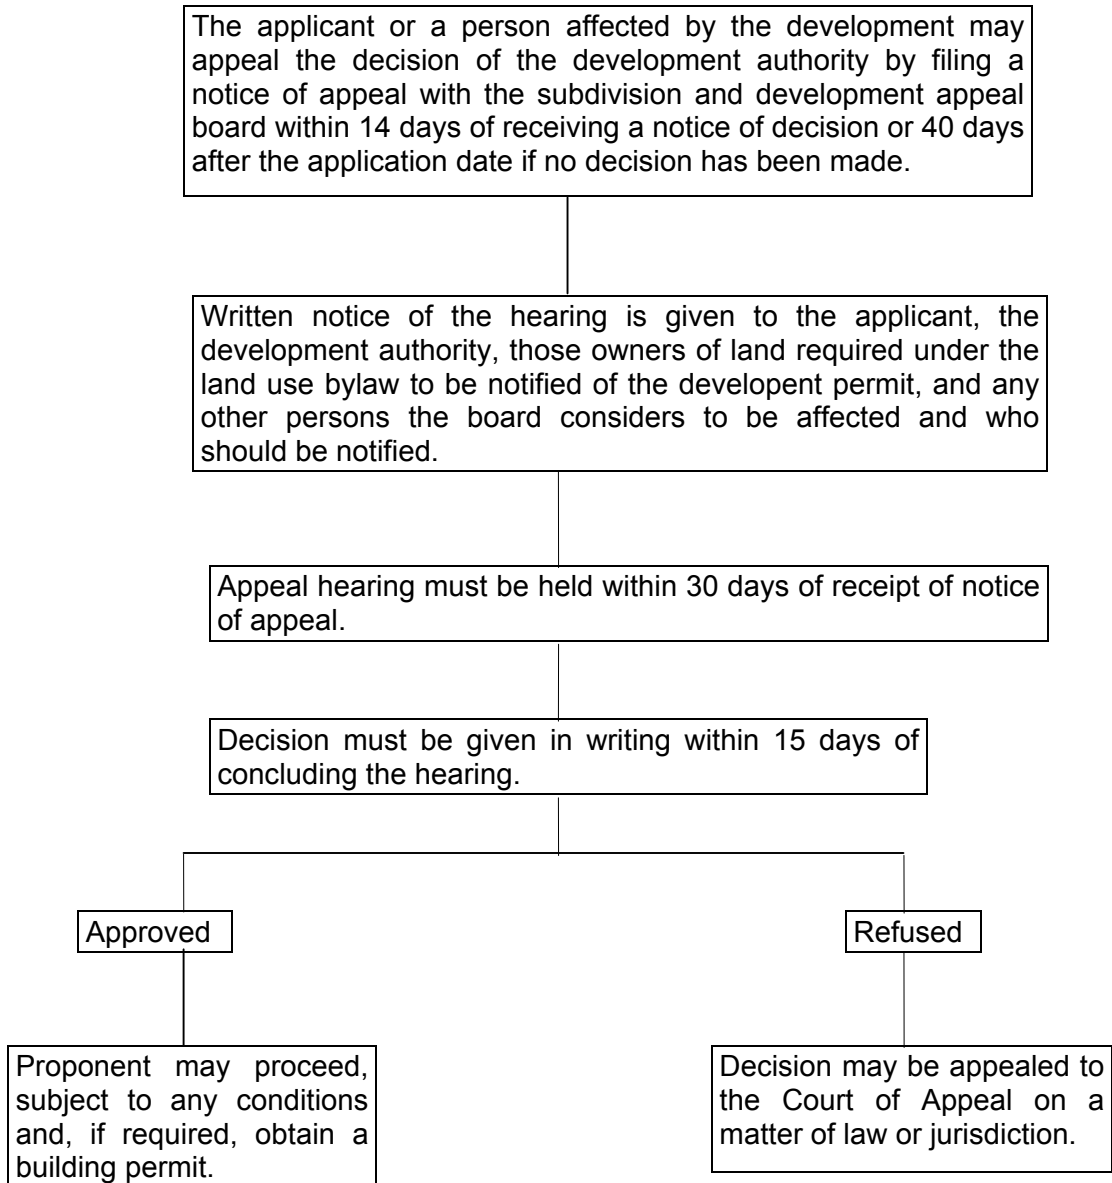 The applicant or a person affected by the development may
appeal the decision of the development authority by filing a
notice of appeal with the subdivision and development appeal
board within 14 days of receiving a notice of decision or 40 days
after the application date if no decision has been made.
Written notice of the hearing is given to the applicant, the
development authority, those owners of land required under the
land use bylaw to be notified of the developent permit, and any
other persons the board considers to be affected and who
should be notified.
Appeal hearing must be held within 30 days of receipt of notice
of appeal.
Decision must be given in writing within 15 days of
concluding the hearing.
Approved
Refused
Proponent may proceed,
subject to any conditions
and, if required, obtain a
building permit.
Decision may be appealed to
the Court of Appeal on a
matter of law or jurisdiction.